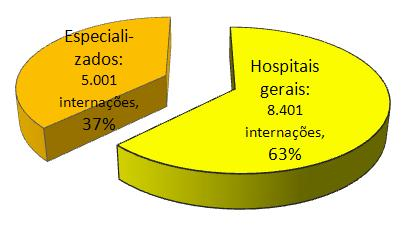 Especiali-
zados:
5.001
internações,
37%
Hospitais
gerais:
8.401
internações,
63%